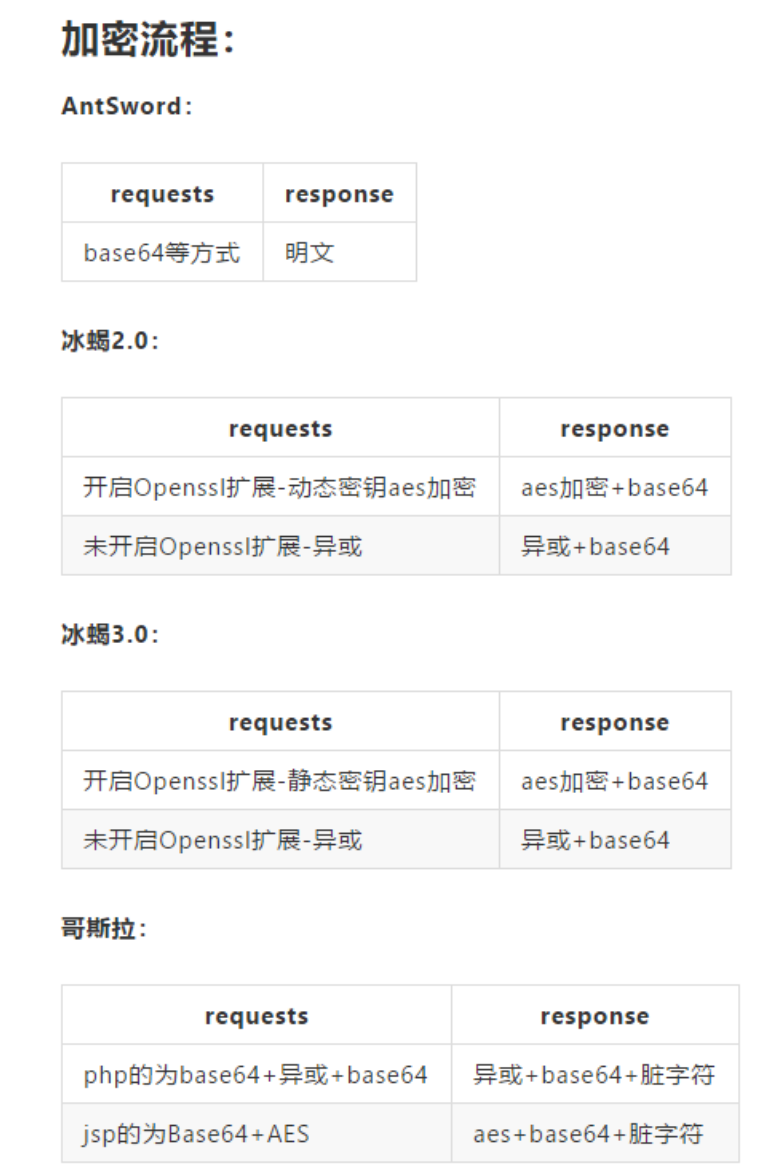 加密流程：
AntSword：
requests response
base64等方式 明文
冰蝎2.0：
requests response
开启Openssl扩展-动态密钥aes加密 aes加密+base64
未开启Openssl扩展-异或 异或+base64
冰蝎3.0：
requests response
开启Openssl扩展-静态密钥aes加密 aes加密+base64
未开启Openssl扩展-异或 异或+base64
哥斯拉：
requests response
php的为base64+异或+base64 异或+base64+脏字符
jsp的为Base64+AES aes+base64+脏字符